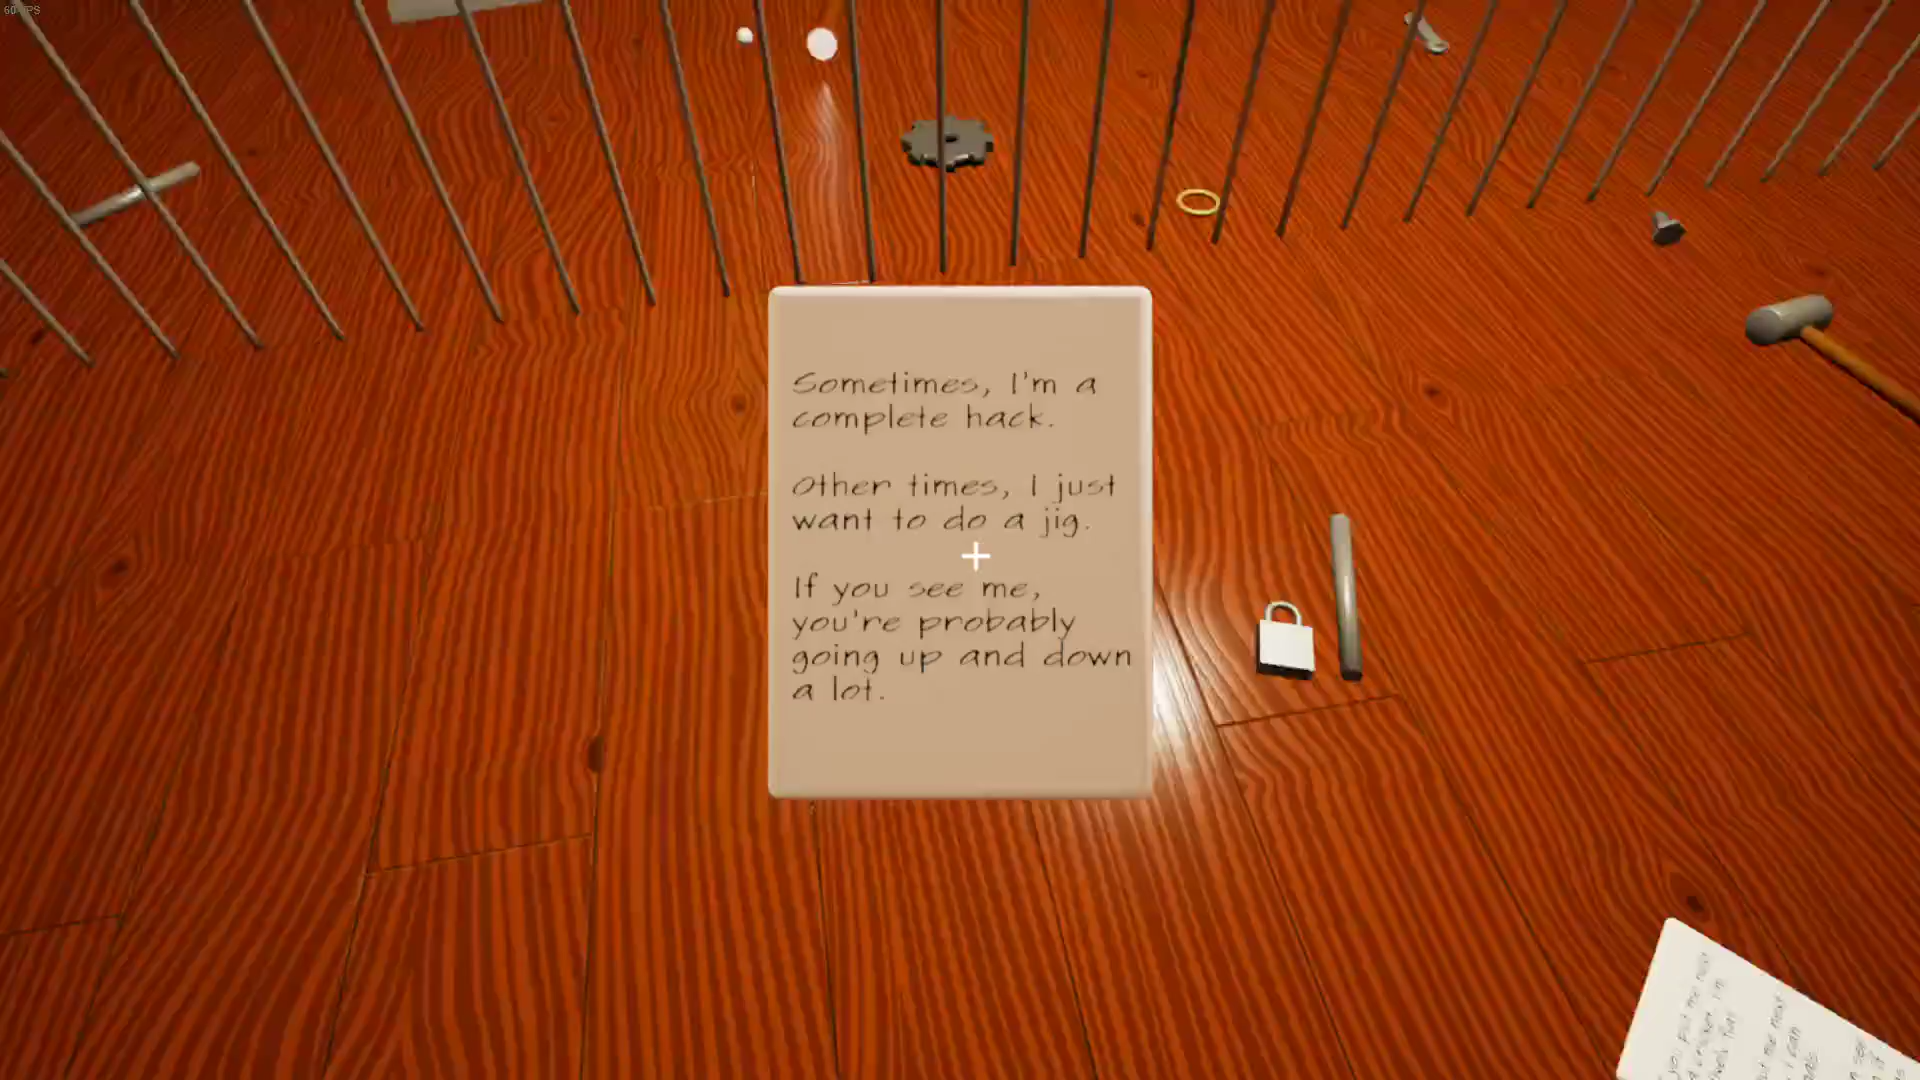 Sometimes, I'm a
complete hack.
Other times, I just
want to do a jig.
If you see me,
you're probably
going up and down
a lot.